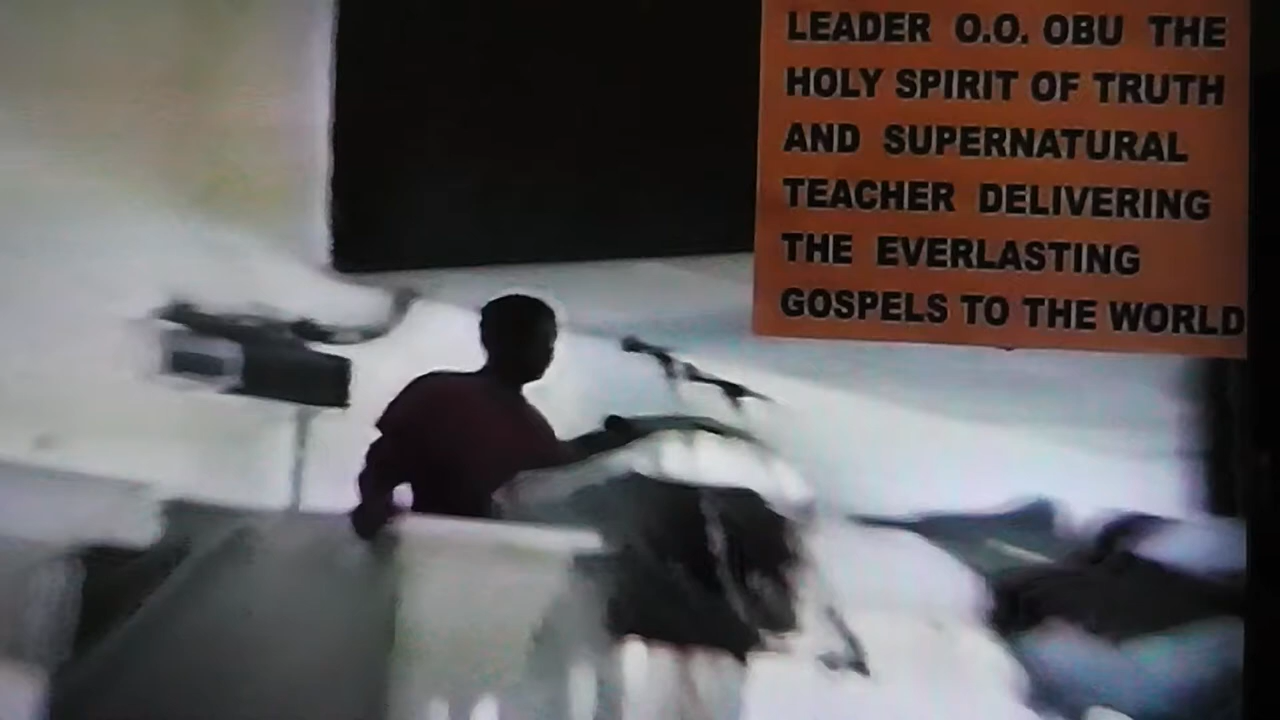 LEADER O.O. OBU THE
HOLY SPIRIT OF TRUTH
AND SUPERNATURAL
TEACHER DELIVERING
THE EVERLASTING
GOSPELS TO THE WORLD